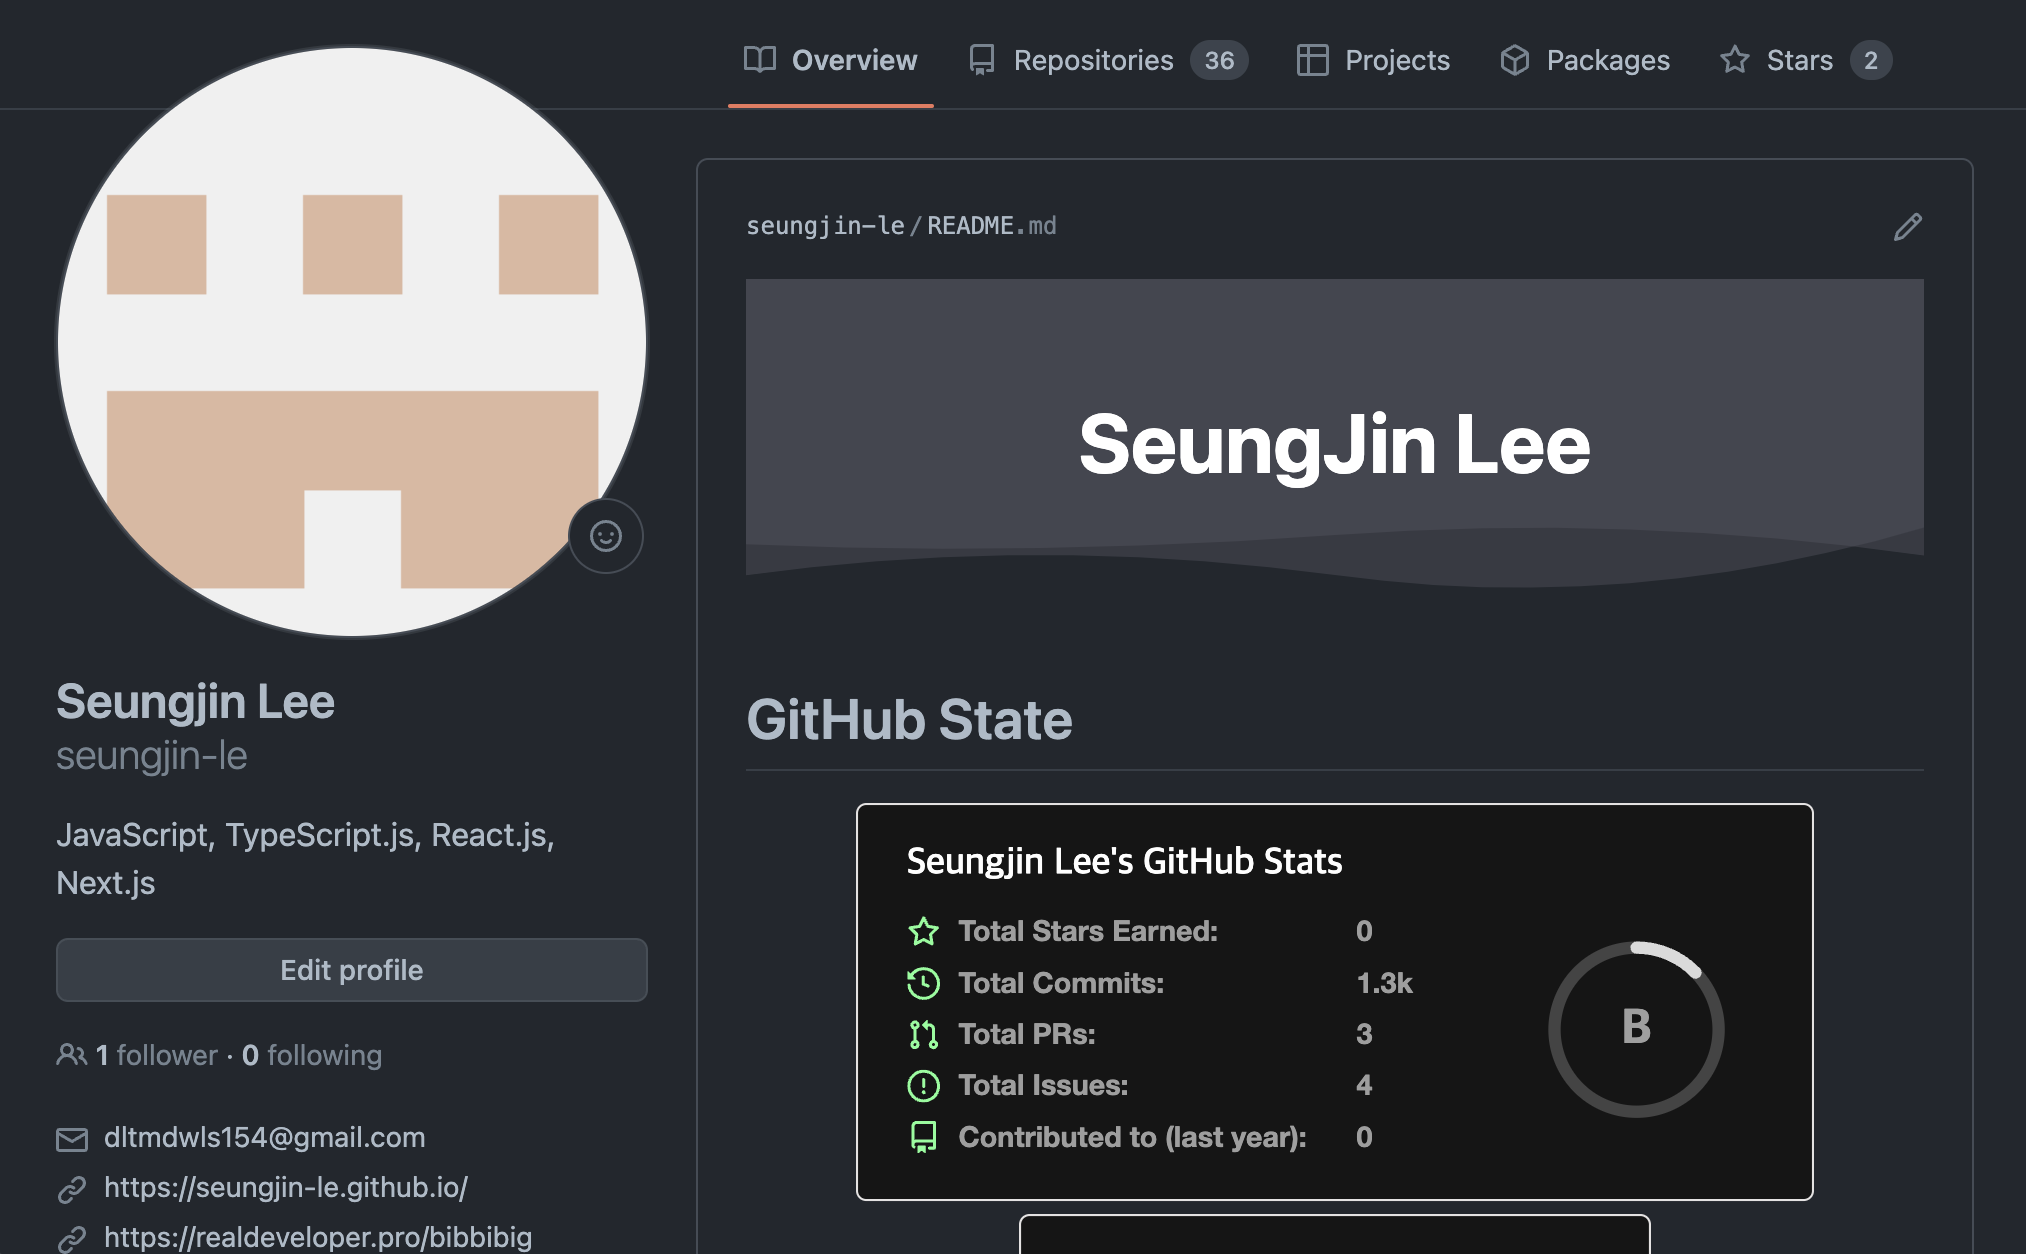 Overview Repositories 36 Projects Packages Stars 2
seungjin-le/README.md
SeungJin Lee
Seungjin Lee
seungjin-le
JavaScript, TypeScript.js, React.js,
Next.js
Edit profile
1 follower · 0 following
dltmdwls154@gmail.com
https://seungjin-le.github.io/
https://realdeveloper.pro/bibbibig
GitHub State
Seungjin Lee's GitHub Stats
Total Stars Earned: 0
Total Commits: 1.3k
Total PRs: 3
Total Issues: 4
Contributed to (last year): 0
B